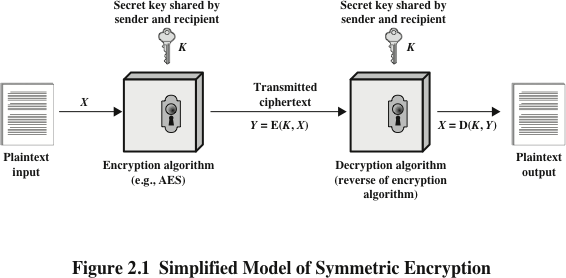 Secret key shared by
sender and recipient
K
Secret key shared by
sender and recipient
K
X
Transmitted
ciphertext
Y = E(K, X)
X = D(K, Y)
Plaintext
input
Encryption algorithm
(e.g., AES)
Decryption algorithm
(reverse of encryption
algorithm)
Plaintext
output
Figure 2.1 Simplified Model of Symmetric Encryption